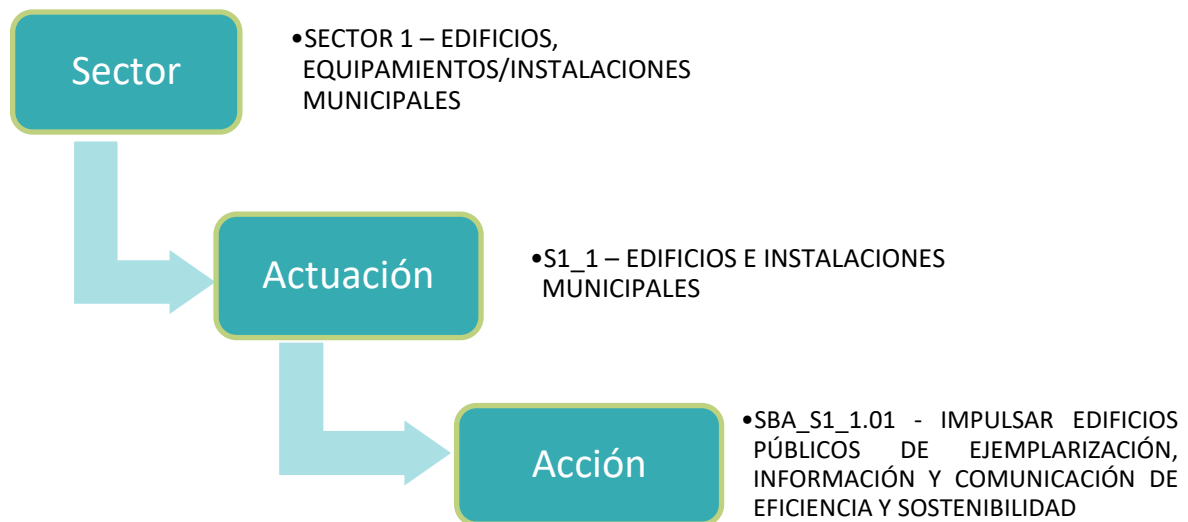 Sector
•SECTOR 1 – EDIFICIOS,
EQUIPAMIENTOS/INSTALACIONES
MUNICIPALES
Actuación
•S1_1 – EDIFICIOS E INSTALACIONES
MUNICIPALES
Acción
•SBA_S1_1.01 - IMPULSAR EDIFICIOS
PÚBLICOS DE EJEMPLARIZACIÓN,
INFORMACIÓN Y COMUNICACIÓN DE
EFICIENCIA Y SOSTENIBILIDAD